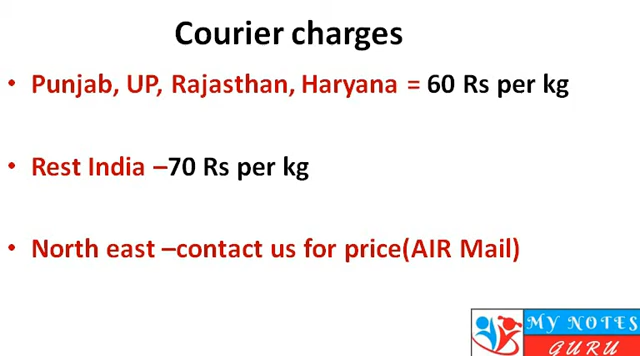 Courier charges
• Punjab, UP, Rajasthan, Haryana = 60 Rs per kg
• Rest India –70 Rs per kg
• North east –contact us for price(AIR Mail)
MY NOTES
GURU